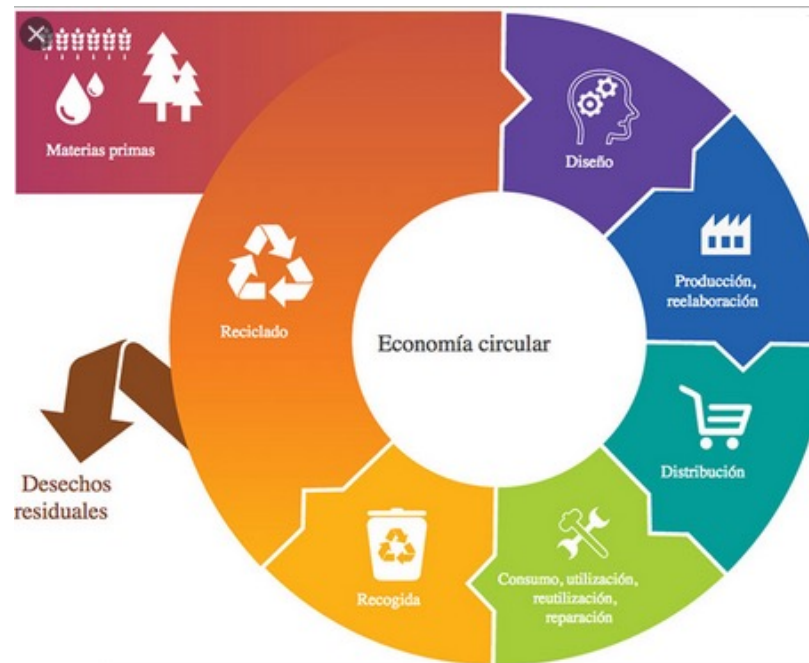 Materias primas
Diseño
Producción,
reelaboración
Distribución
Consumo, utilización,
reutilización,
reparación
Recogida
Reciclado
Desechos
residuales
Economía circular